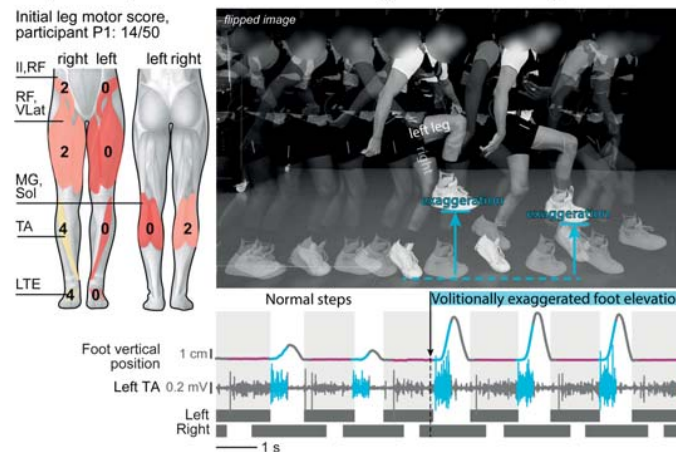 Initial leg motor score,
participant P1: 14/50
right left
left right
Il,RF
2 0
RF,
VLat
2 0
MG,
Sol
0 2
TA
4 0
LTE
4 0
flipped image
left leg
right
exaggeration
exaggeration
Normal steps
Volitionally exaggerated foot elevatio
Foot vertical
position
1 cm
Left TA
0.2 mV
Left
Right
1 s